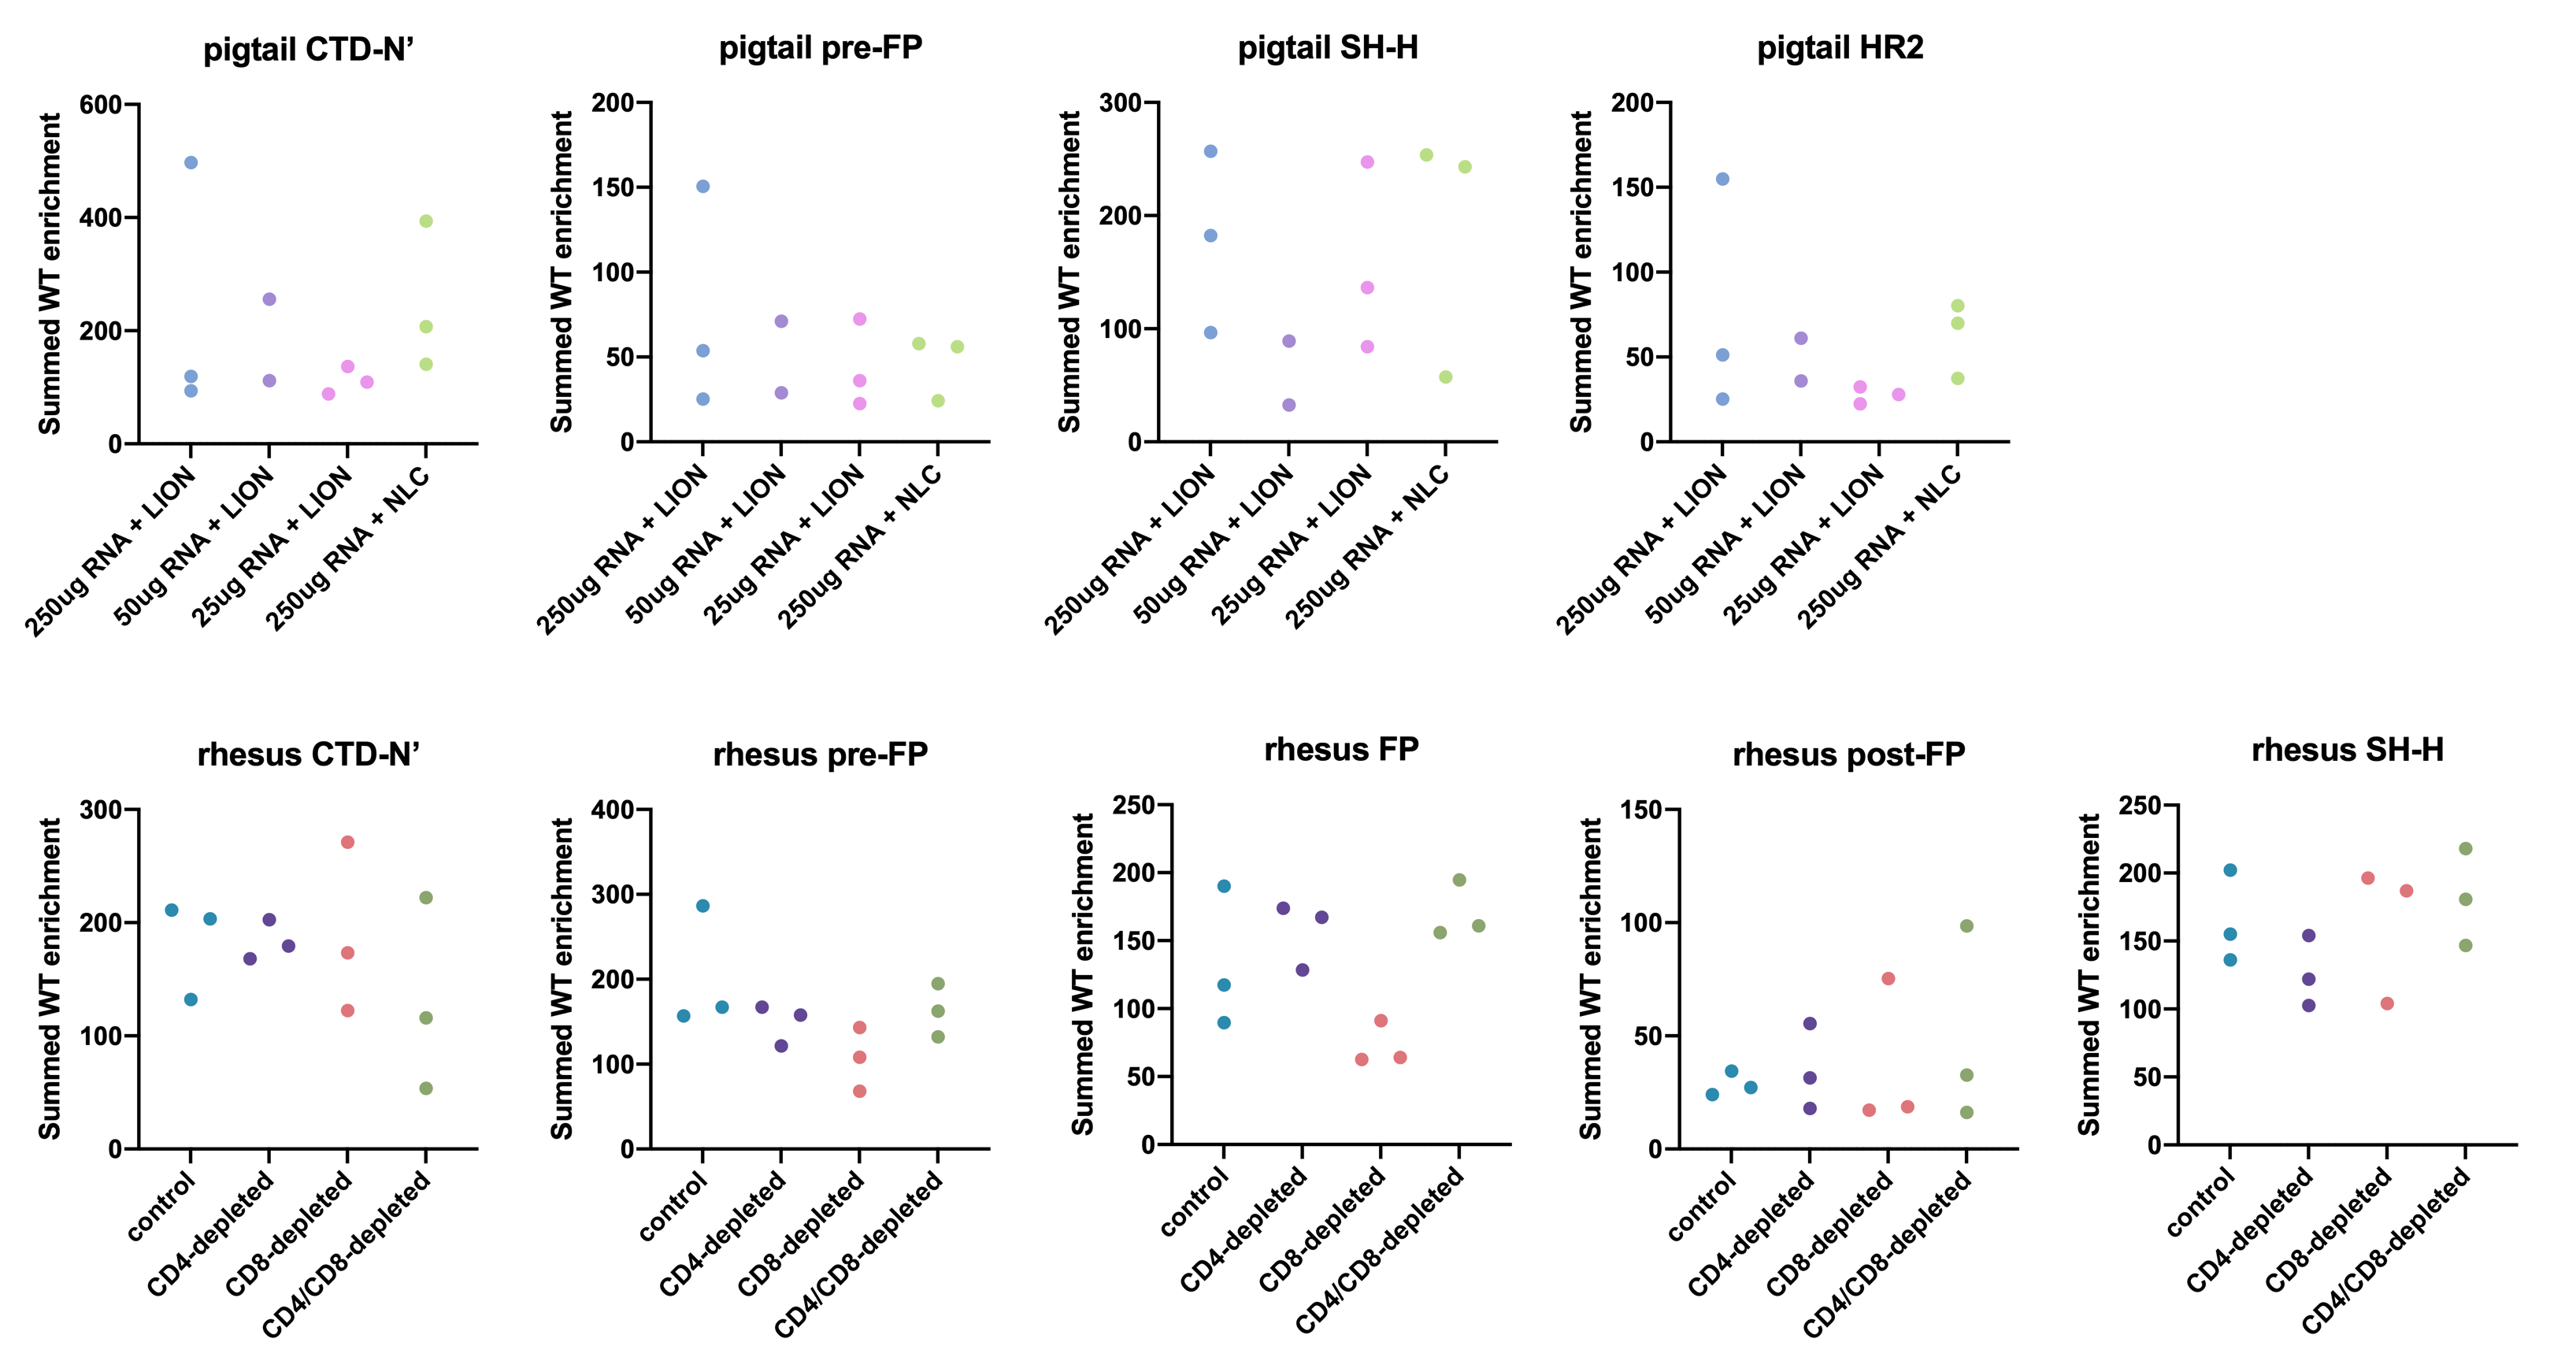 pigtail CTD-N’
Summed WT enrichment
600
400
200
0
250ug RNA + LION
50ug RNA + LION
25ug RNA + LION
250ug RNA + NLC
pigtail pre-FP
Summed WT enrichment
200
150
100
50
0
250ug RNA + LION
50ug RNA + LION
25ug RNA + LION
250ug RNA + NLC
pigtail SH-H
Summed WT enrichment
300
200
100
0
250ug RNA + LION
50ug RNA + LION
25ug RNA + LION
250ug RNA + NLC
pigtail HR2
Summed WT enrichment
200
150
100
50
0
250ug RNA + LION
50ug RNA + LION
25ug RNA + LION
250ug RNA + NLC
rhesus CTD-N’
Summed WT enrichment
300
200
100
0
control
CD4-depleted
CD8-depleted
CD4/CD8-depleted
rhesus pre-FP
Summed WT enrichment
400
300
200
100
0
control
CD4-depleted
CD8-depleted
CD4/CD8-depleted
rhesus FP
Summed WT enrichment
250
200
150
100
50
0
control
CD4-depleted
CD8-depleted
CD4/CD8-depleted
rhesus post-FP
Summed WT enrichment
150
100
50
0
control
CD4-depleted
CD8-depleted
CD4/CD8-depleted
rhesus SH-H
Summed WT enrichment
250
200
150
100
50
0
control
CD4-depleted
CD8-depleted
CD4/CD8-depleted